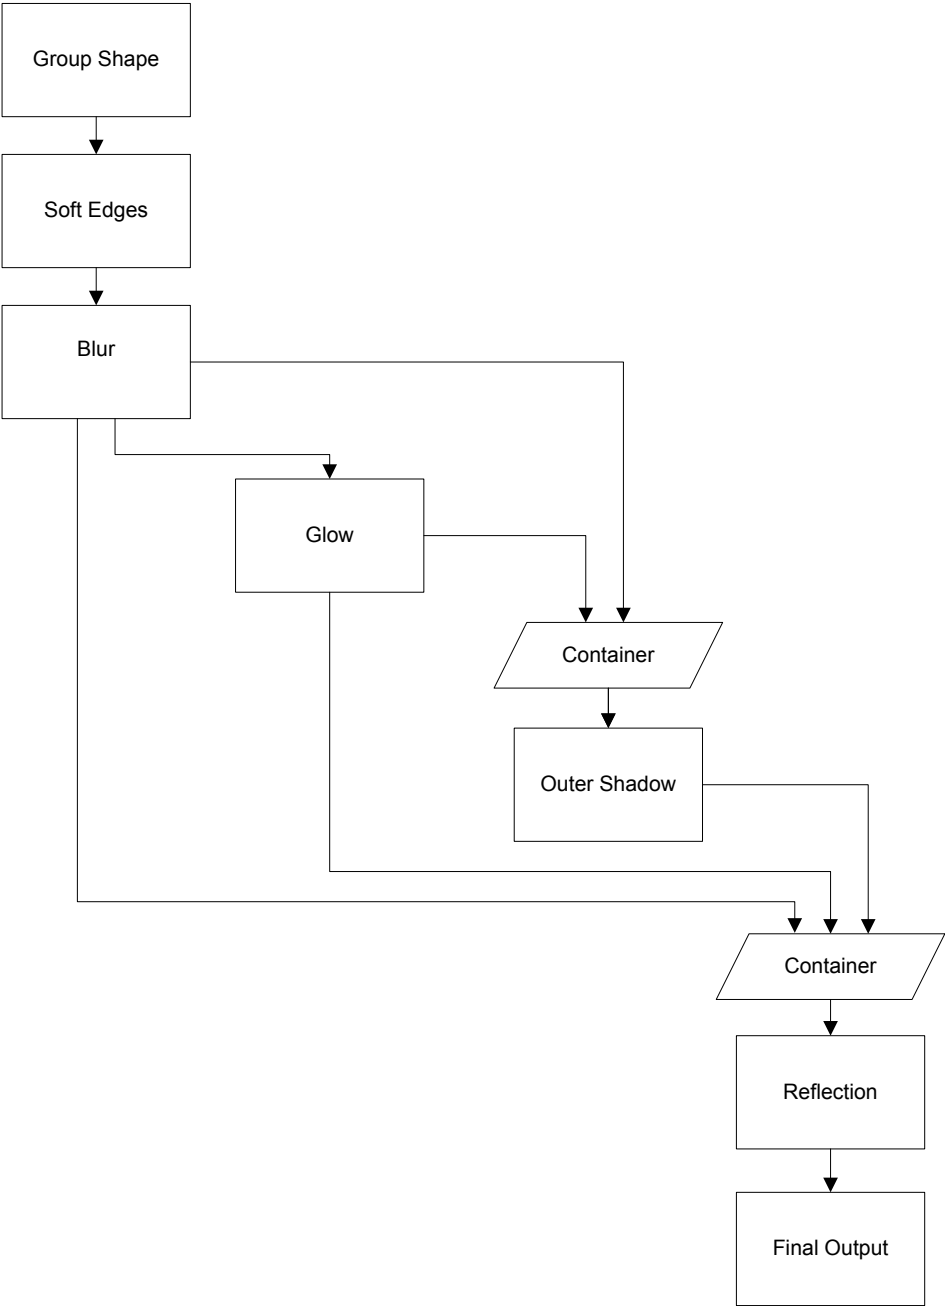 Group Shape
Soft Edges
Blur
Glow
Container
Outer Shadow
Container
Reflection
Final Output